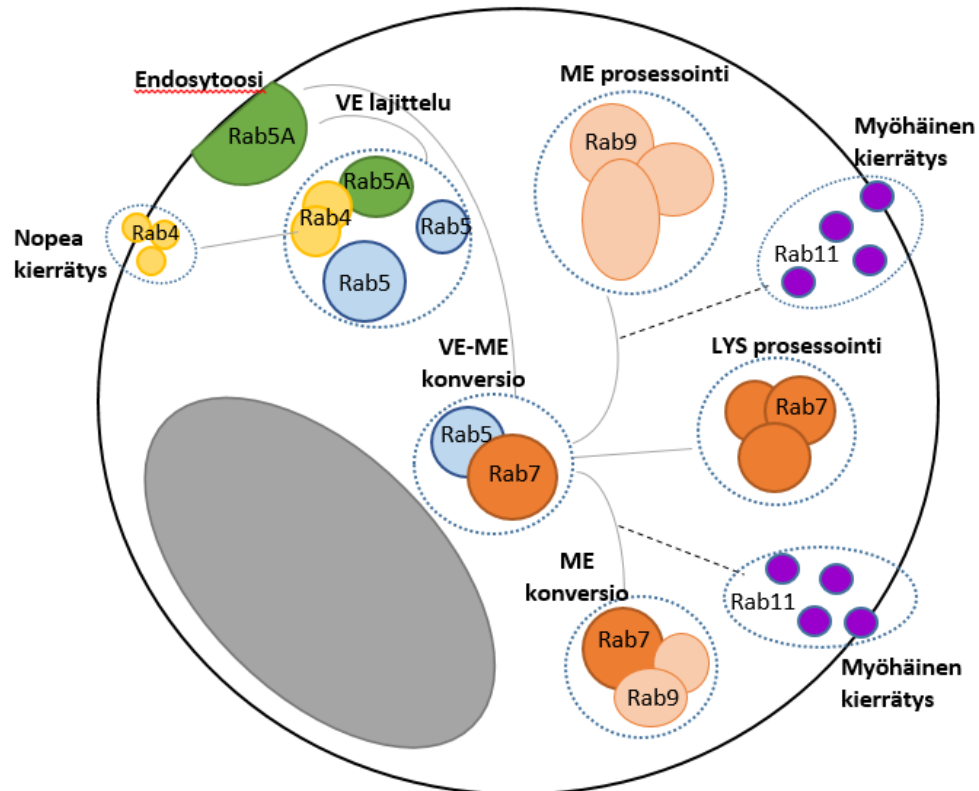 Endosytoosi
Rab5A
VE lajittelu
Rab5A
Rab4
Rab5
Rab5
Rab4
Nopea
kierrätys
ME prosessointi
Rab9
Myöhäinen
kierrätys
Rab11
VE-ME
konversio
Rab5
Rab7
LYS prosessointi
Rab7
ME
konversio
Rab7
Rab9
Rab11
Myöhäinen
kierrätys